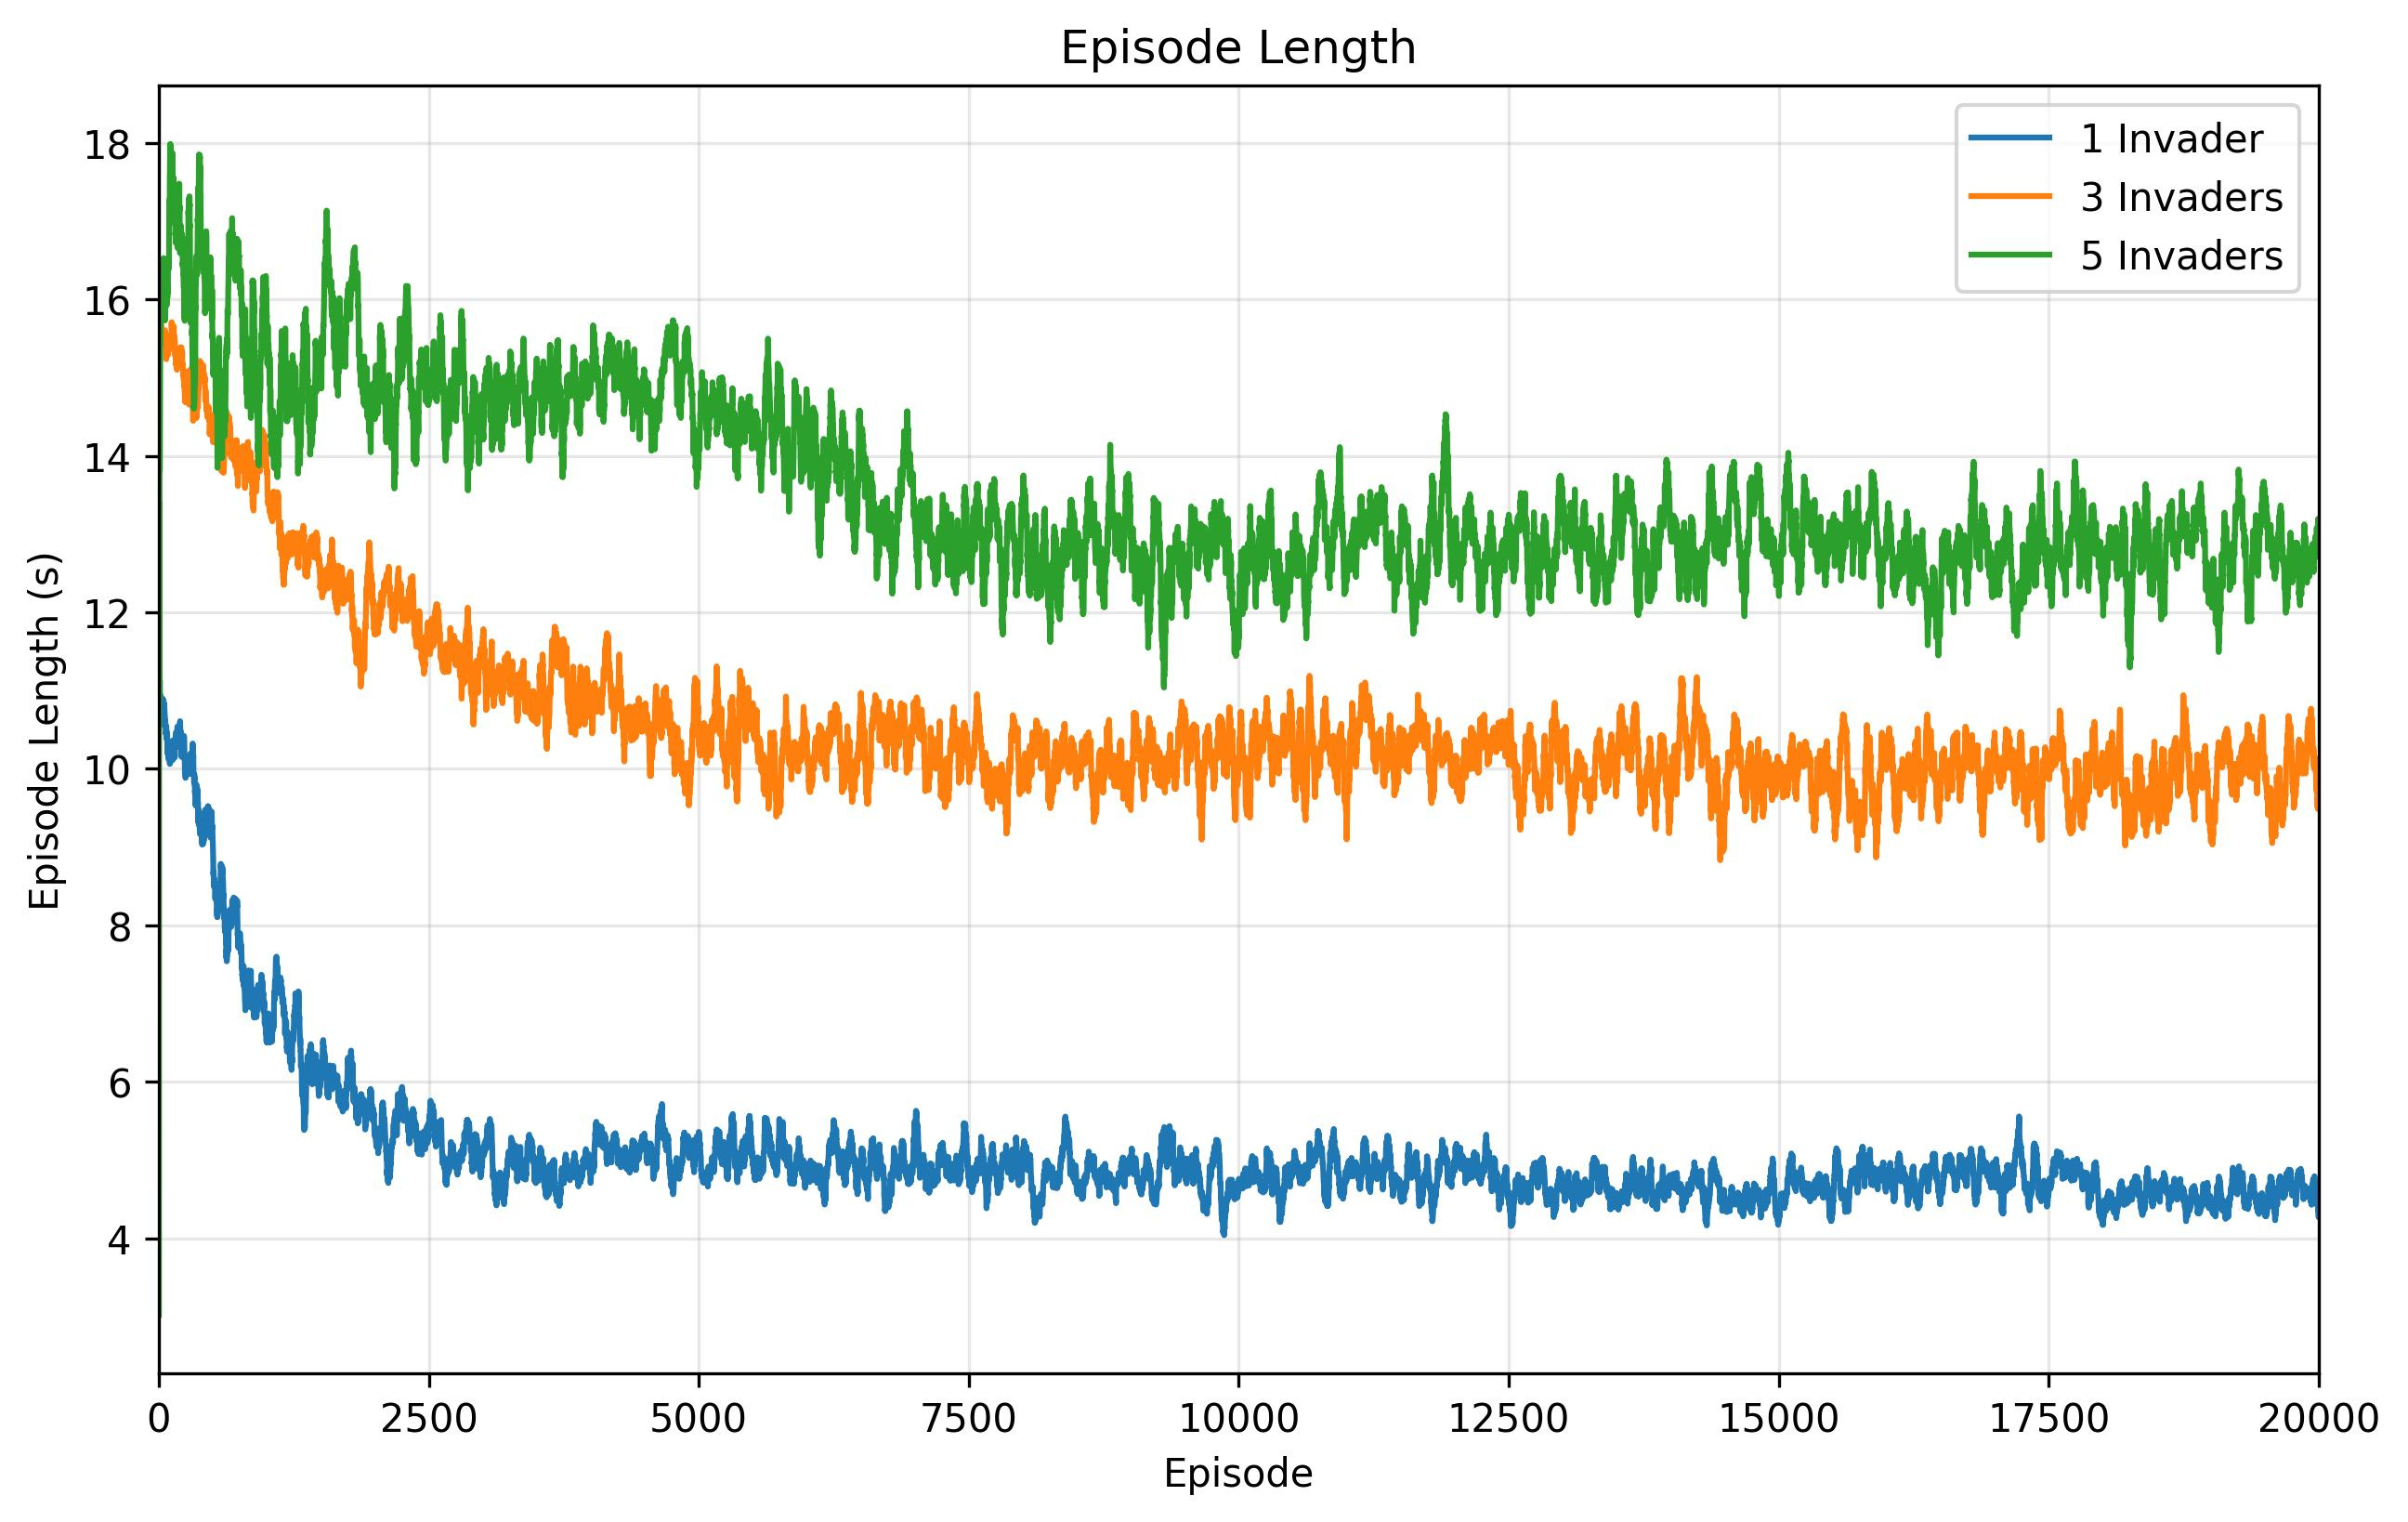 Episode Length
1 Invader
3 Invaders
5 Invaders
Episode Length (s)
18
16
14
12
10
8
6
4
0 2500 5000 7500 10000 12500 15000 17500 20000
Episode